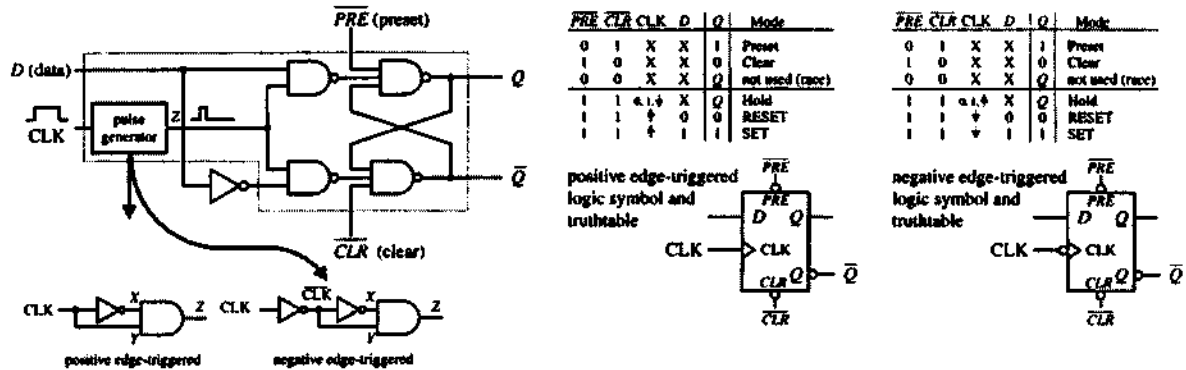 PRE (preset)
D (data)
Q
CLK
pulse
generator
Z
Q
CLR (clear)
CLK
X
Y
Z
positive edge-triggered
CLK
CLK
X
Y
Z
negative edge-triggered
PRE CLR CLK D Q Mode
0 1 X X 1 Preset
1 0 X X 0 Clear
0 0 X X Q not used (race)
1 1 0, 1, ↓ X Q Hold
1 1 ↑ 0 0 RESET
1 1 ↑ 1 1 SET
positive edge-triggered
logic symbol and
truthtable
PRE
PRE
D Q
CLK
CLK
Q
Q
CLR
CLR
PRE CLR CLK D Q Mode
0 1 X X 1 Preset
1 0 X X 0 Clear
0 0 X X Q not used (race)
1 1 0, 1, X Q Hold
1 1 ↓ 0 0 RESET
1 1 ↓ 1 1 SET
negative edge-triggered
logic symbol and
truthtable
PRE
PRE
D Q
CLK
CLK
Q
Q
CLR
CLR